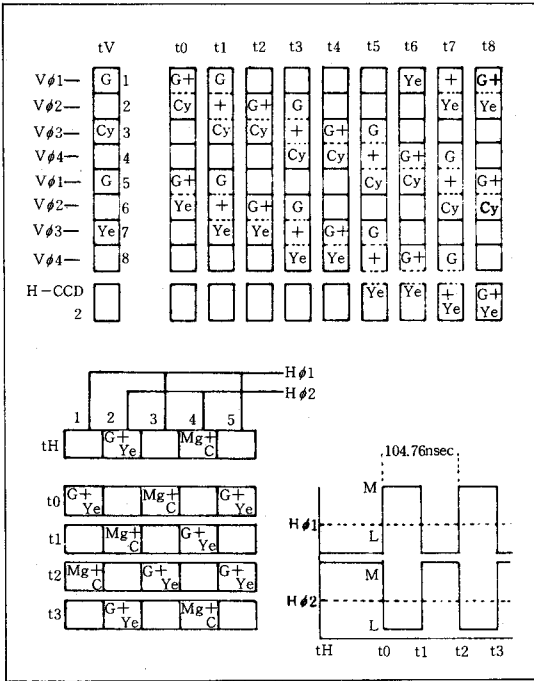 tV t0 t1 t2 t3 t4 t5 t6 t7 t8
Vφ1— G 1 G+ G Ye + G+
Vφ2— 2 Cy + G+ G Ye Ye
Vφ3— Cy 3 Cy Cy + G+ G
Vφ4— 4 Cy Cy + G+ G
Vφ1— G 5 G+ G Cy Cy + G+
Vφ2— 6 Ye + G+ G Cy Cy
Vφ3— Ye 7 Ye Ye + G+ G
Vφ4— 8 Ye Ye + G+ G
H-CCD Ye Ye + G+
2 Ye Ye
Hφ1
Hφ2
1 2 3 4 5
tH G+ Ye Mg+ C
t0 G+ Ye Mg+ C G+ Ye
t1 Mg+ C G+ Ye
t2 Mg+ C G+ Ye G+ Ye
t3 G+ Ye Mg+ C
104.76nsec
M
Hφ1
L
M
Hφ2
L
tH t0 t1 t2 t3